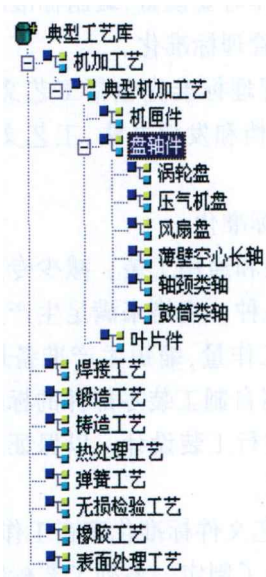 典型工艺库
机加工艺
典型机加工艺
机匣件
盘轴件
涡轮盘
压气机盘
风扇盘
薄壁空心长轴
轴颈类轴
鼓筒类轴
叶片件
焊接工艺
锻造工艺
铸造工艺
热处理工艺
弹簧工艺
无损检验工艺
橡胶工艺
表面处理工艺